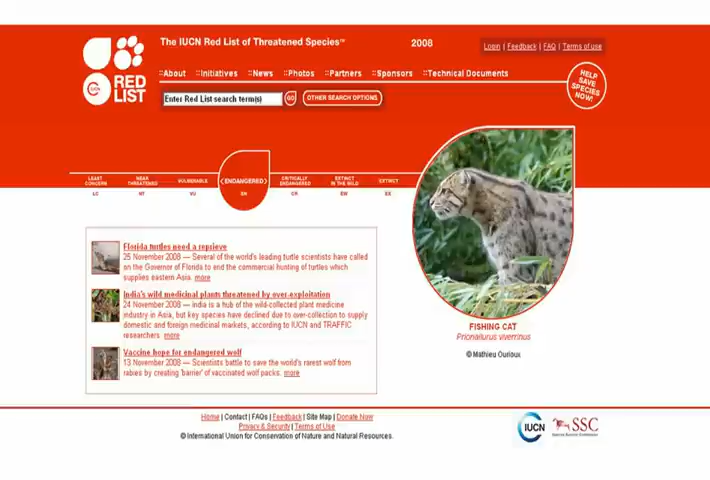 The IUCN Red List of Threatened Species™
2008
Login | Feedback | FAQ | Terms of use
::About ::Initiatives ::News ::Photos ::Partners ::Sponsors ::Technical Documents
IUCN
RED
LIST
Enter Red List search term(s)
GO
OTHER SEARCH OPTIONS
HELP
SAVE
SPECIES
NOW!
LEAST CONCERN
NEAR THREATENED
VULNERABLE
<ENDANGERED>
CRITICALLY ENDANGERED
EXTINCT IN THE WILD
EXTINCT
LC NT VU EN CR EW EX
Florida turtles need a reprieve
25 November 2008 — Several of the world's leading turtle scientists have called
on the Governor of Florida to end the commercial hunting of turtles which
supplies eastern Asia. more
India's wild medicinal plants threatened by over-exploitation
24 November 2008 — India is a hub of the wild-collected plant medicine
industry in Asia, but key species have declined due to over-collection to supply
domestic and foreign medicinal markets, according to IUCN and TRAFFIC
researchers. more
Vaccine hope for endangered wolf
13 November 2008 — Scientists battle to save the world's rarest wolf from
rabies by creating 'barrier' of vaccinated wolf packs. more
FISHING CAT
Prionailurus viverrinus
© Mathieu Ourioux
Home | Contact | FAQs | Feedback | Site Map | Donate Now
Privacy & Security | Terms of Use
© International Union for Conservation of Nature and Natural Resources.
IUCN
SSC